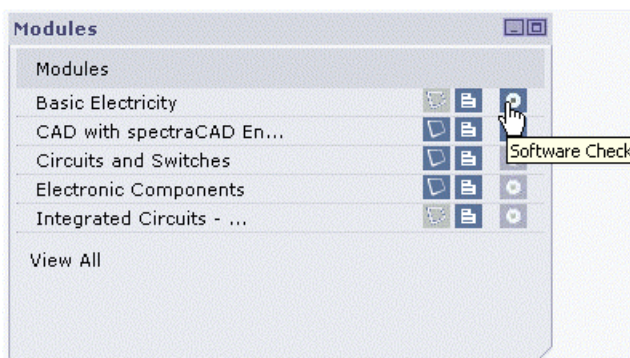 Modules
Modules
Basic Electricity
CAD with spectraCAD En...
Software Check
Circuits and Switches
Electronic Components
Integrated Circuits - ...
View All